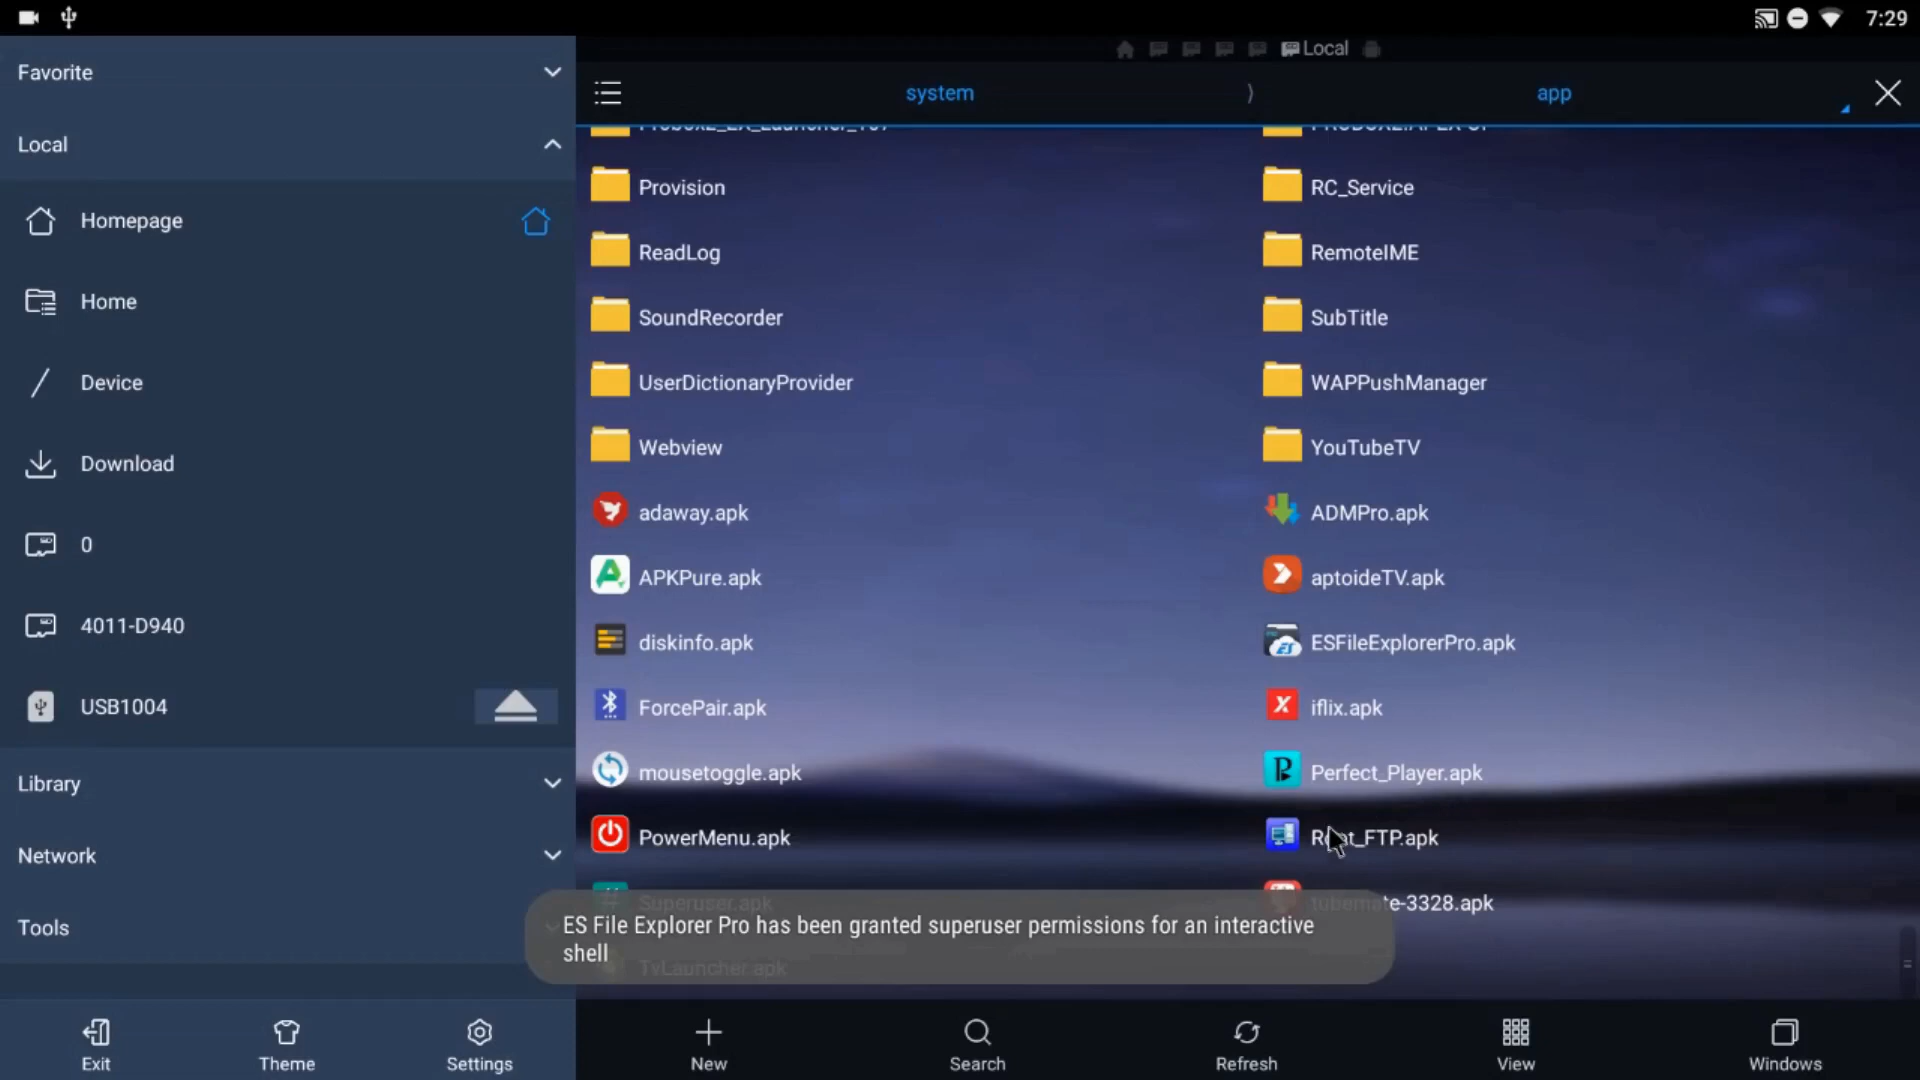 7:29
Favorite
Local
Homepage
Home
Device
Download
0
4011-D940
USB1004
Library
Network
Tools
Exit
Theme
Settings
Local
system
app
Provision
RC_Service
ReadLog
RemoteIME
SoundRecorder
SubTitle
UserDictionaryProvider
WAPPushManager
Webview
YouTubeTV
adaway.apk
ADMPro.apk
APKPure.apk
aptoideTV.apk
diskinfo.apk
ESFileExplorerPro.apk
ForcePair.apk
iflix.apk
mousetoggle.apk
Perfect_Player.apk
PowerMenu.apk
Root_FTP.apk
Superuser.apk
tubemate-3328.apk
ES File Explorer Pro has been granted superuser permissions for an interactive
shell
TvLauncher.apk
New
Search
Refresh
View
Windows